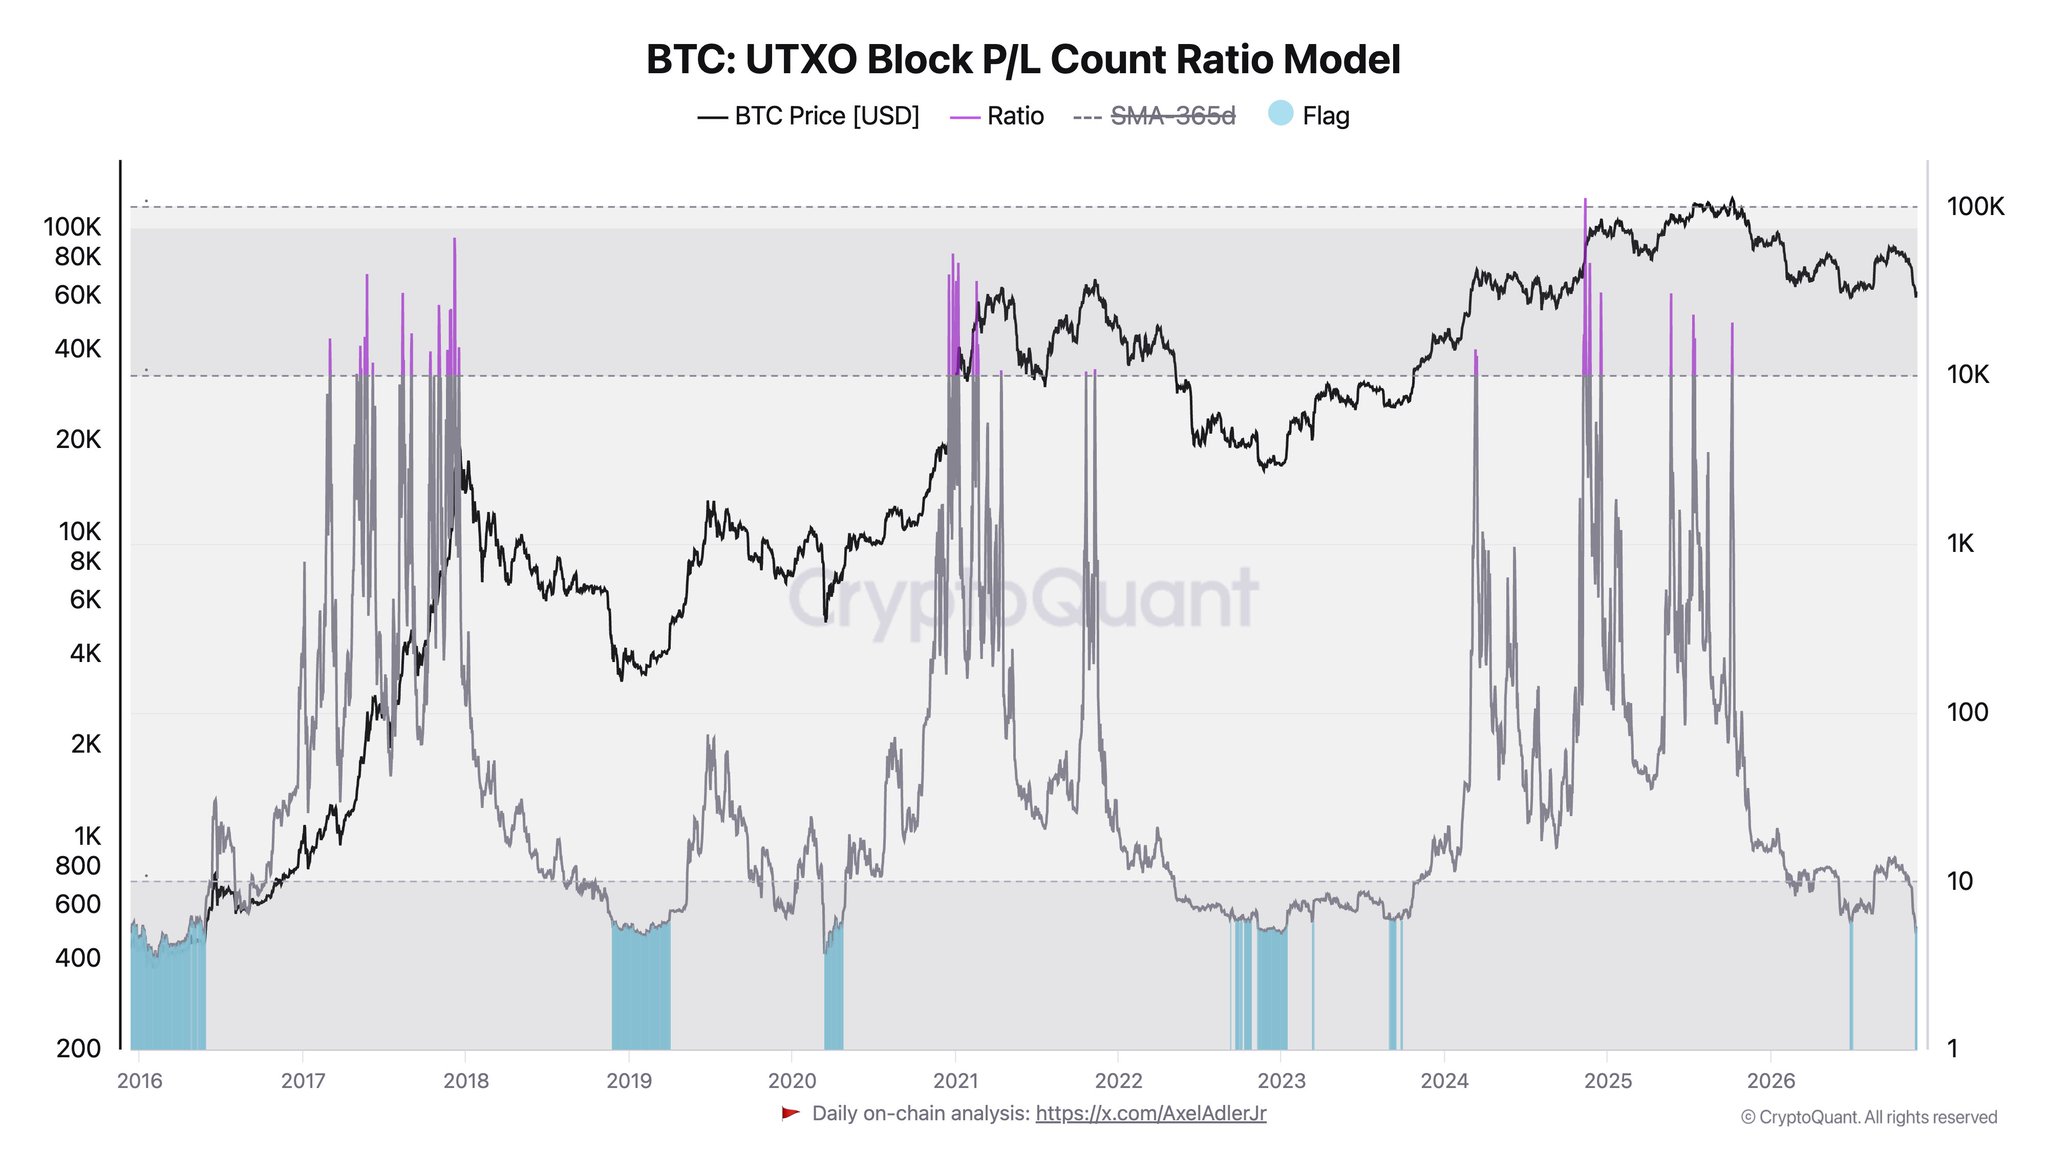 BTC: UTXO Block P/L Count Ratio Model
BTC Price [USD] Ratio SMA-365d Flag
100K
80K
60K
40K
20K
10K
8K
6K
4K
2K
1K
800
600
400
200
100K
10K
1K
100
10
1
CryptoQuant
2016 2017 2018 2019 2020 2021 2022 2023 2024 2025 2026
Daily on-chain analysis: https://x.com/AxelAdlerJr
© CryptoQuant. All rights reserved